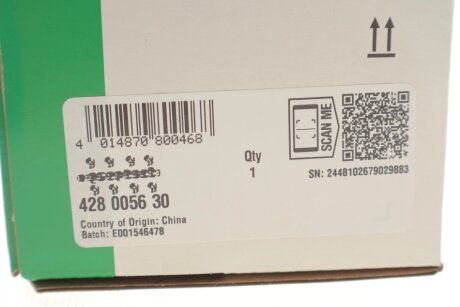 4 014870 800468
Qty
1
SCAN ME
SN: 2448102679029883
428 0056 30
Country of Origin: China
Batch: E001546478